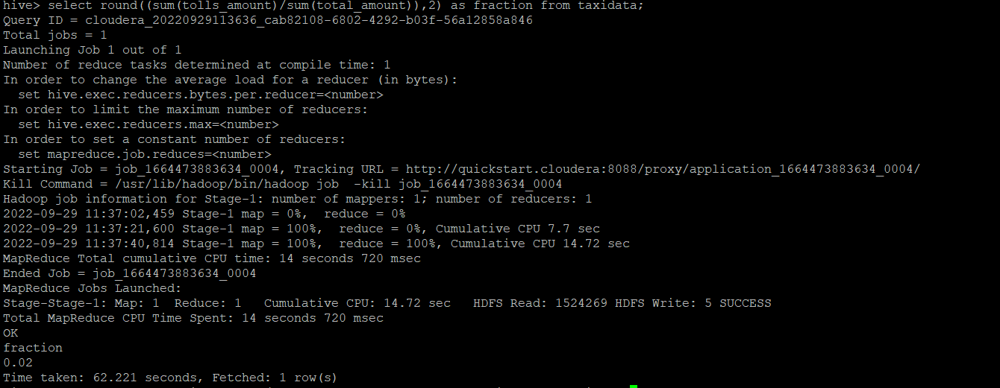 hive> select round((sum(tolls_amount)/sum(total_amount)),2) as fraction from taxidata;
Query ID = cloudera_20220929113636_cab82108-6802-4292-b03f-56a12858a846
Total jobs = 1
Launching Job 1 out of 1
Number of reduce tasks determined at compile time: 1
In order to change the average load for a reducer (in bytes):
  set hive.exec.reducers.bytes.per.reducer=<number>
In order to limit the maximum number of reducers:
  set hive.exec.reducers.max=<number>
In order to set a constant number of reducers:
  set mapreduce.job.reduces=<number>
Starting Job = job_1664473883634_0004, Tracking URL = http://quickstart.cloudera:8088/proxy/application_1664473883634_0004/
Kill Command = /usr/lib/hadoop/bin/hadoop job  -kill job_1664473883634_0004
Hadoop job information for Stage-1: number of mappers: 1; number of reducers: 1
2022-09-29 11:37:02,459 Stage-1 map = 0%,  reduce = 0%
2022-09-29 11:37:21,600 Stage-1 map = 100%,  reduce = 0%, Cumulative CPU 7.7 sec
2022-09-29 11:37:40,814 Stage-1 map = 100%,  reduce = 100%, Cumulative CPU 14.72 sec
MapReduce Total cumulative CPU time: 14 seconds 720 msec
Ended Job = job_1664473883634_0004
MapReduce Jobs Launched:
Stage-Stage-1: Map: 1  Reduce: 1   Cumulative CPU: 14.72 sec   HDFS Read: 1524269 HDFS Write: 5 SUCCESS
Total MapReduce CPU Time Spent: 14 seconds 720 msec
OK
fraction
0.02
Time taken: 62.221 seconds, Fetched: 1 row(s)